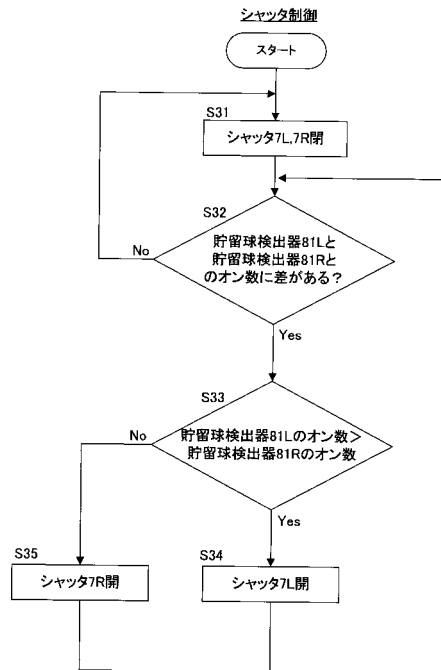 シャッタ制御
スタート
S31
シャッタ7L,7R閉
S32
貯留球検出器81Lと
貯留球検出器81Rと
のオン数に差がある?
No
Yes
S33
貯留球検出器81Lのオン数>
貯留球検出器81Rのオン数
No
Yes
S35
シャッタ7R開
S34
シャッタ7L開